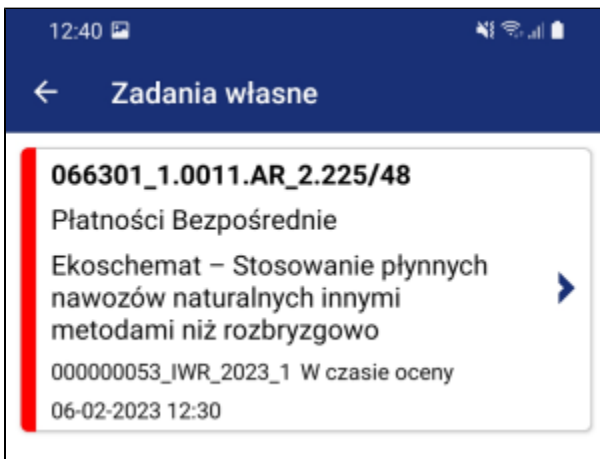 12:40
Zadania własne
066301_1.0011.AR_2.225/48
Płatności Bezpośrednie
Ekoschemat – Stosowanie płynnych
nawozów naturalnych innymi
metodami niż rozbryzgowo
000000053_IWR_2023_1 W czasie oceny
06-02-2023 12:30